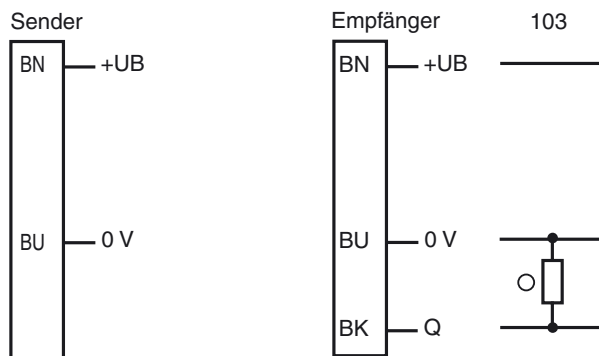 Sender
BN +UB
BU 0 V
Empfänger 103
BN +UB
BU 0 V
BK Q